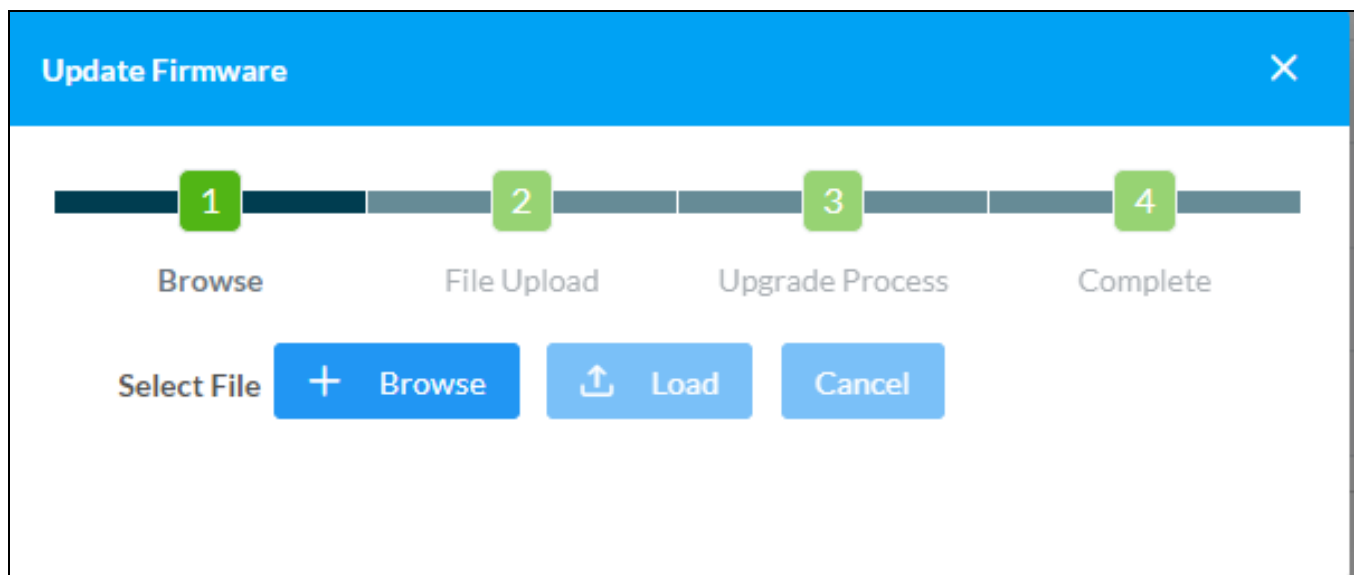 Update Firmware
1 2 3 4
Browse File Upload Upgrade Process Complete
Select File Browse Load Cancel